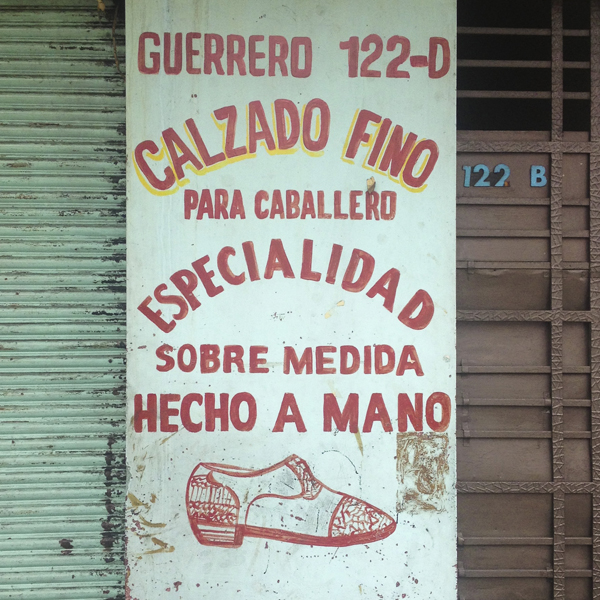 GUERRERO 122-D
CALZADO FINO
PARA CABALLERO
ESPECIALIDAD
SOBRE MEDIDA
HECHO A MANO
122 B